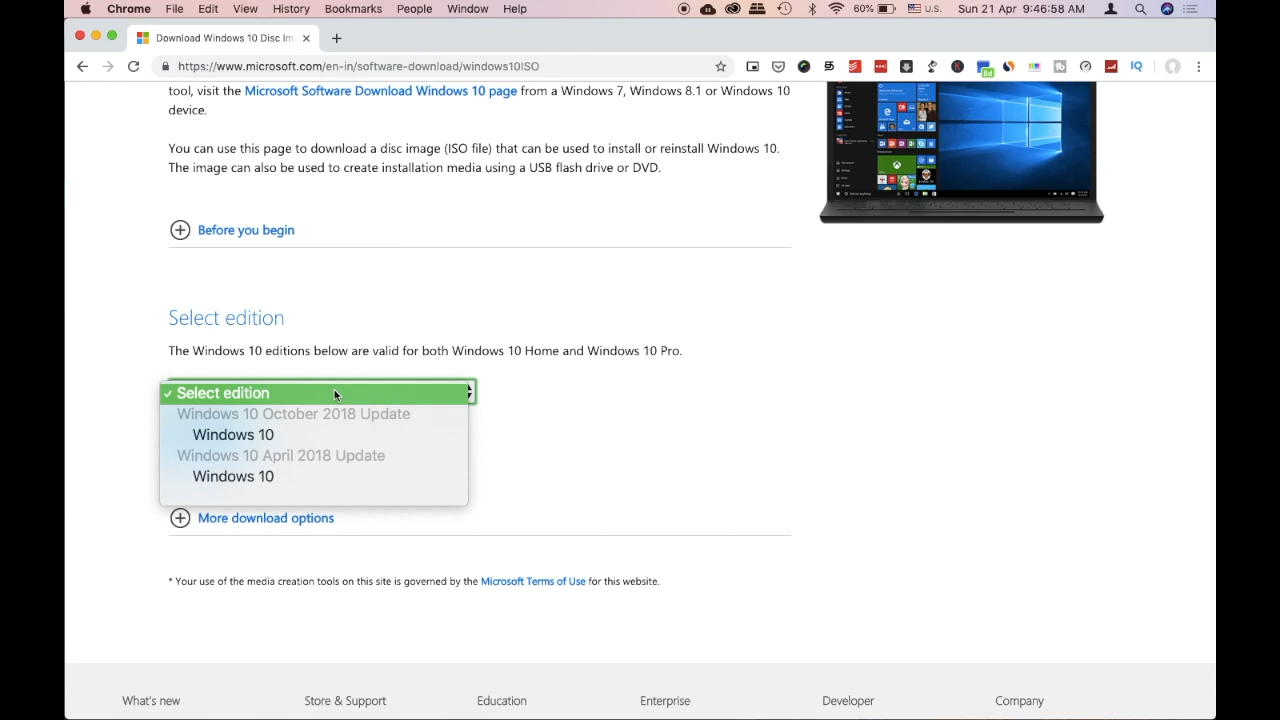 Chrome File Edit View History Bookmarks People Window Help 60% U.S. Sun 21 Apr 9:46:58 AM
Download Windows 10 Disc Im
https://www.microsoft.com/en-in/software-download/windows10ISO
8d
IQ
tool, visit the Microsoft Software Download Windows 10 page from a Windows 7, Windows 8.1 or Windows 10
device.
You can use this page to download a disc image (ISO file) that can be used to install or reinstall Windows 10.
The image can also be used to create installation media using a USB flash drive or DVD.
Before you begin
Select edition
The Windows 10 editions below are valid for both Windows 10 Home and Windows 10 Pro.
✓ Select edition
Windows 10 October 2018 Update
Windows 10
Windows 10 April 2018 Update
Windows 10
More download options
* Your use of the media creation tools on this site is governed by the Microsoft Terms of Use for this website.
What's new Store & Support Education Enterprise Developer Company